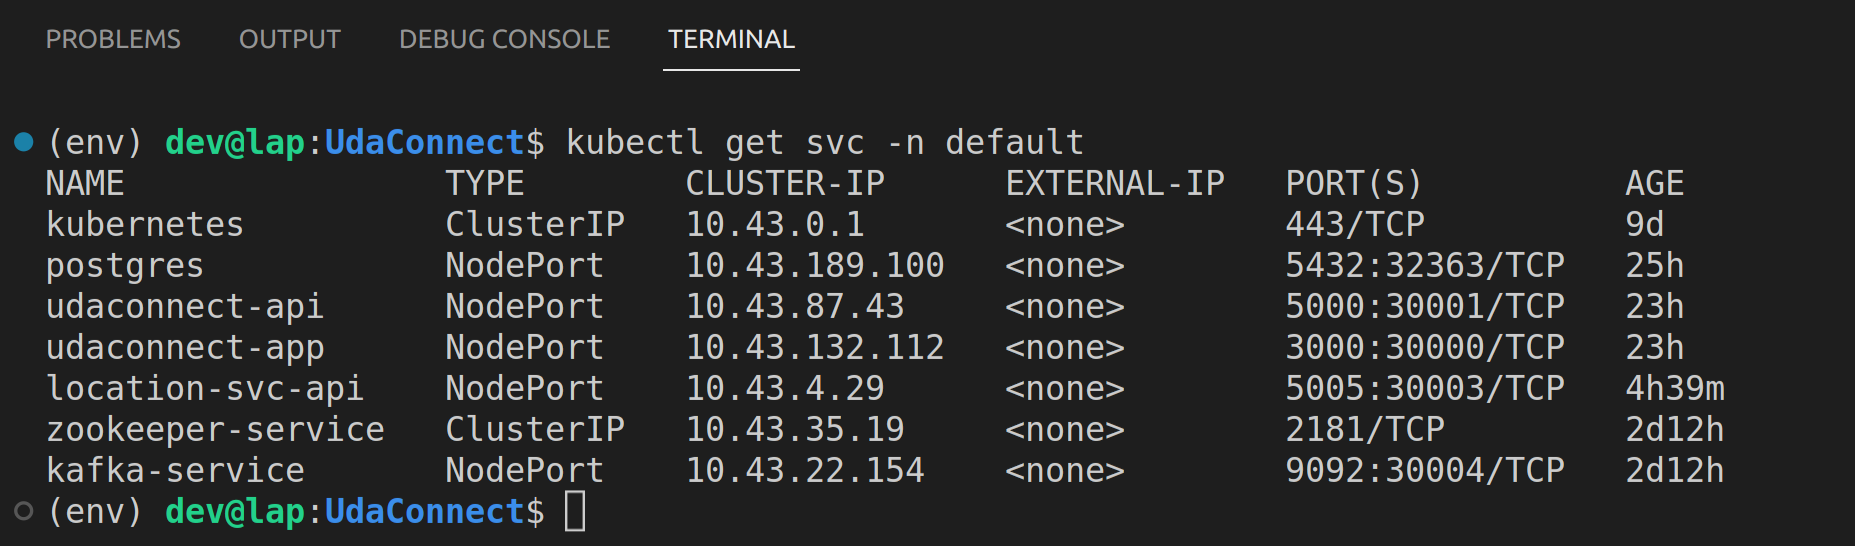 PROBLEMS OUTPUT DEBUG CONSOLE TERMINAL
(env) dev@lap:UdaConnect$ kubectl get svc -n default
NAME TYPE CLUSTER-IP EXTERNAL-IP PORT(S) AGE
kubernetes ClusterIP 10.43.0.1 <none> 443/TCP 9d
postgres NodePort 10.43.189.100 <none> 5432:32363/TCP 25h
udaconnect-api NodePort 10.43.87.43 <none> 5000:30001/TCP 23h
udaconnect-app NodePort 10.43.132.112 <none> 3000:30000/TCP 23h
location-svc-api NodePort 10.43.4.29 <none> 5005:30003/TCP 4h39m
zookeeper-service ClusterIP 10.43.35.19 <none> 2181/TCP 2d12h
kafka-service NodePort 10.43.22.154 <none> 9092:30004/TCP 2d12h
(env) dev@lap:UdaConnect$